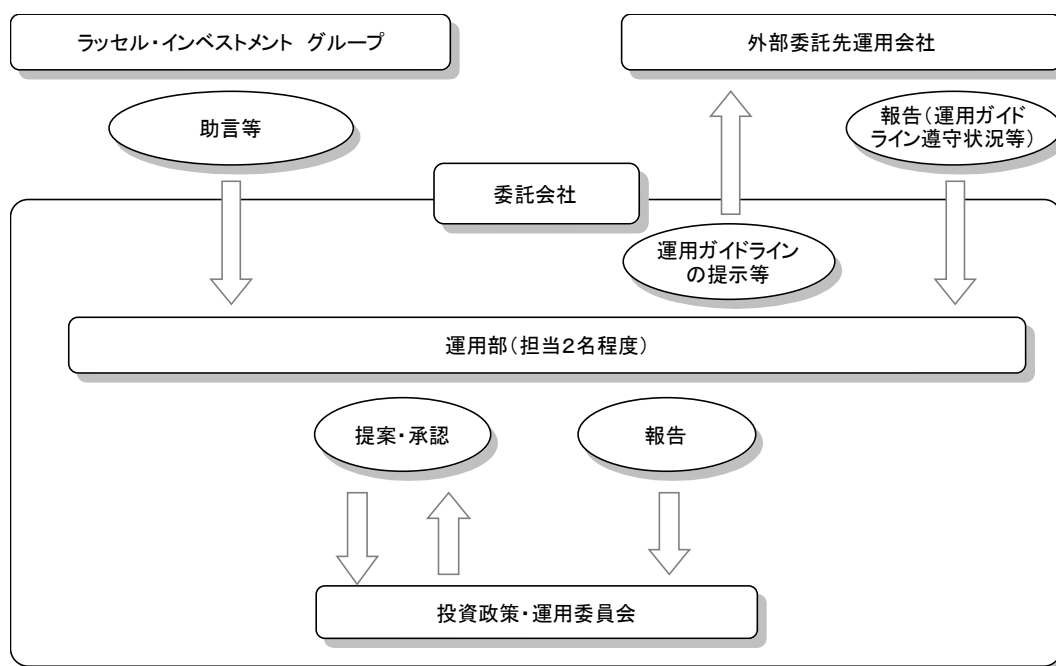 ラッセル・インベストメント グループ
外部委託先運用会社
助言等
報告(運用ガイド
ライン遵守状況等)
委託会社
運用ガイドライン
の提示等
運用部(担当2名程度)
提案・承認
報告
投資政策・運用委員会